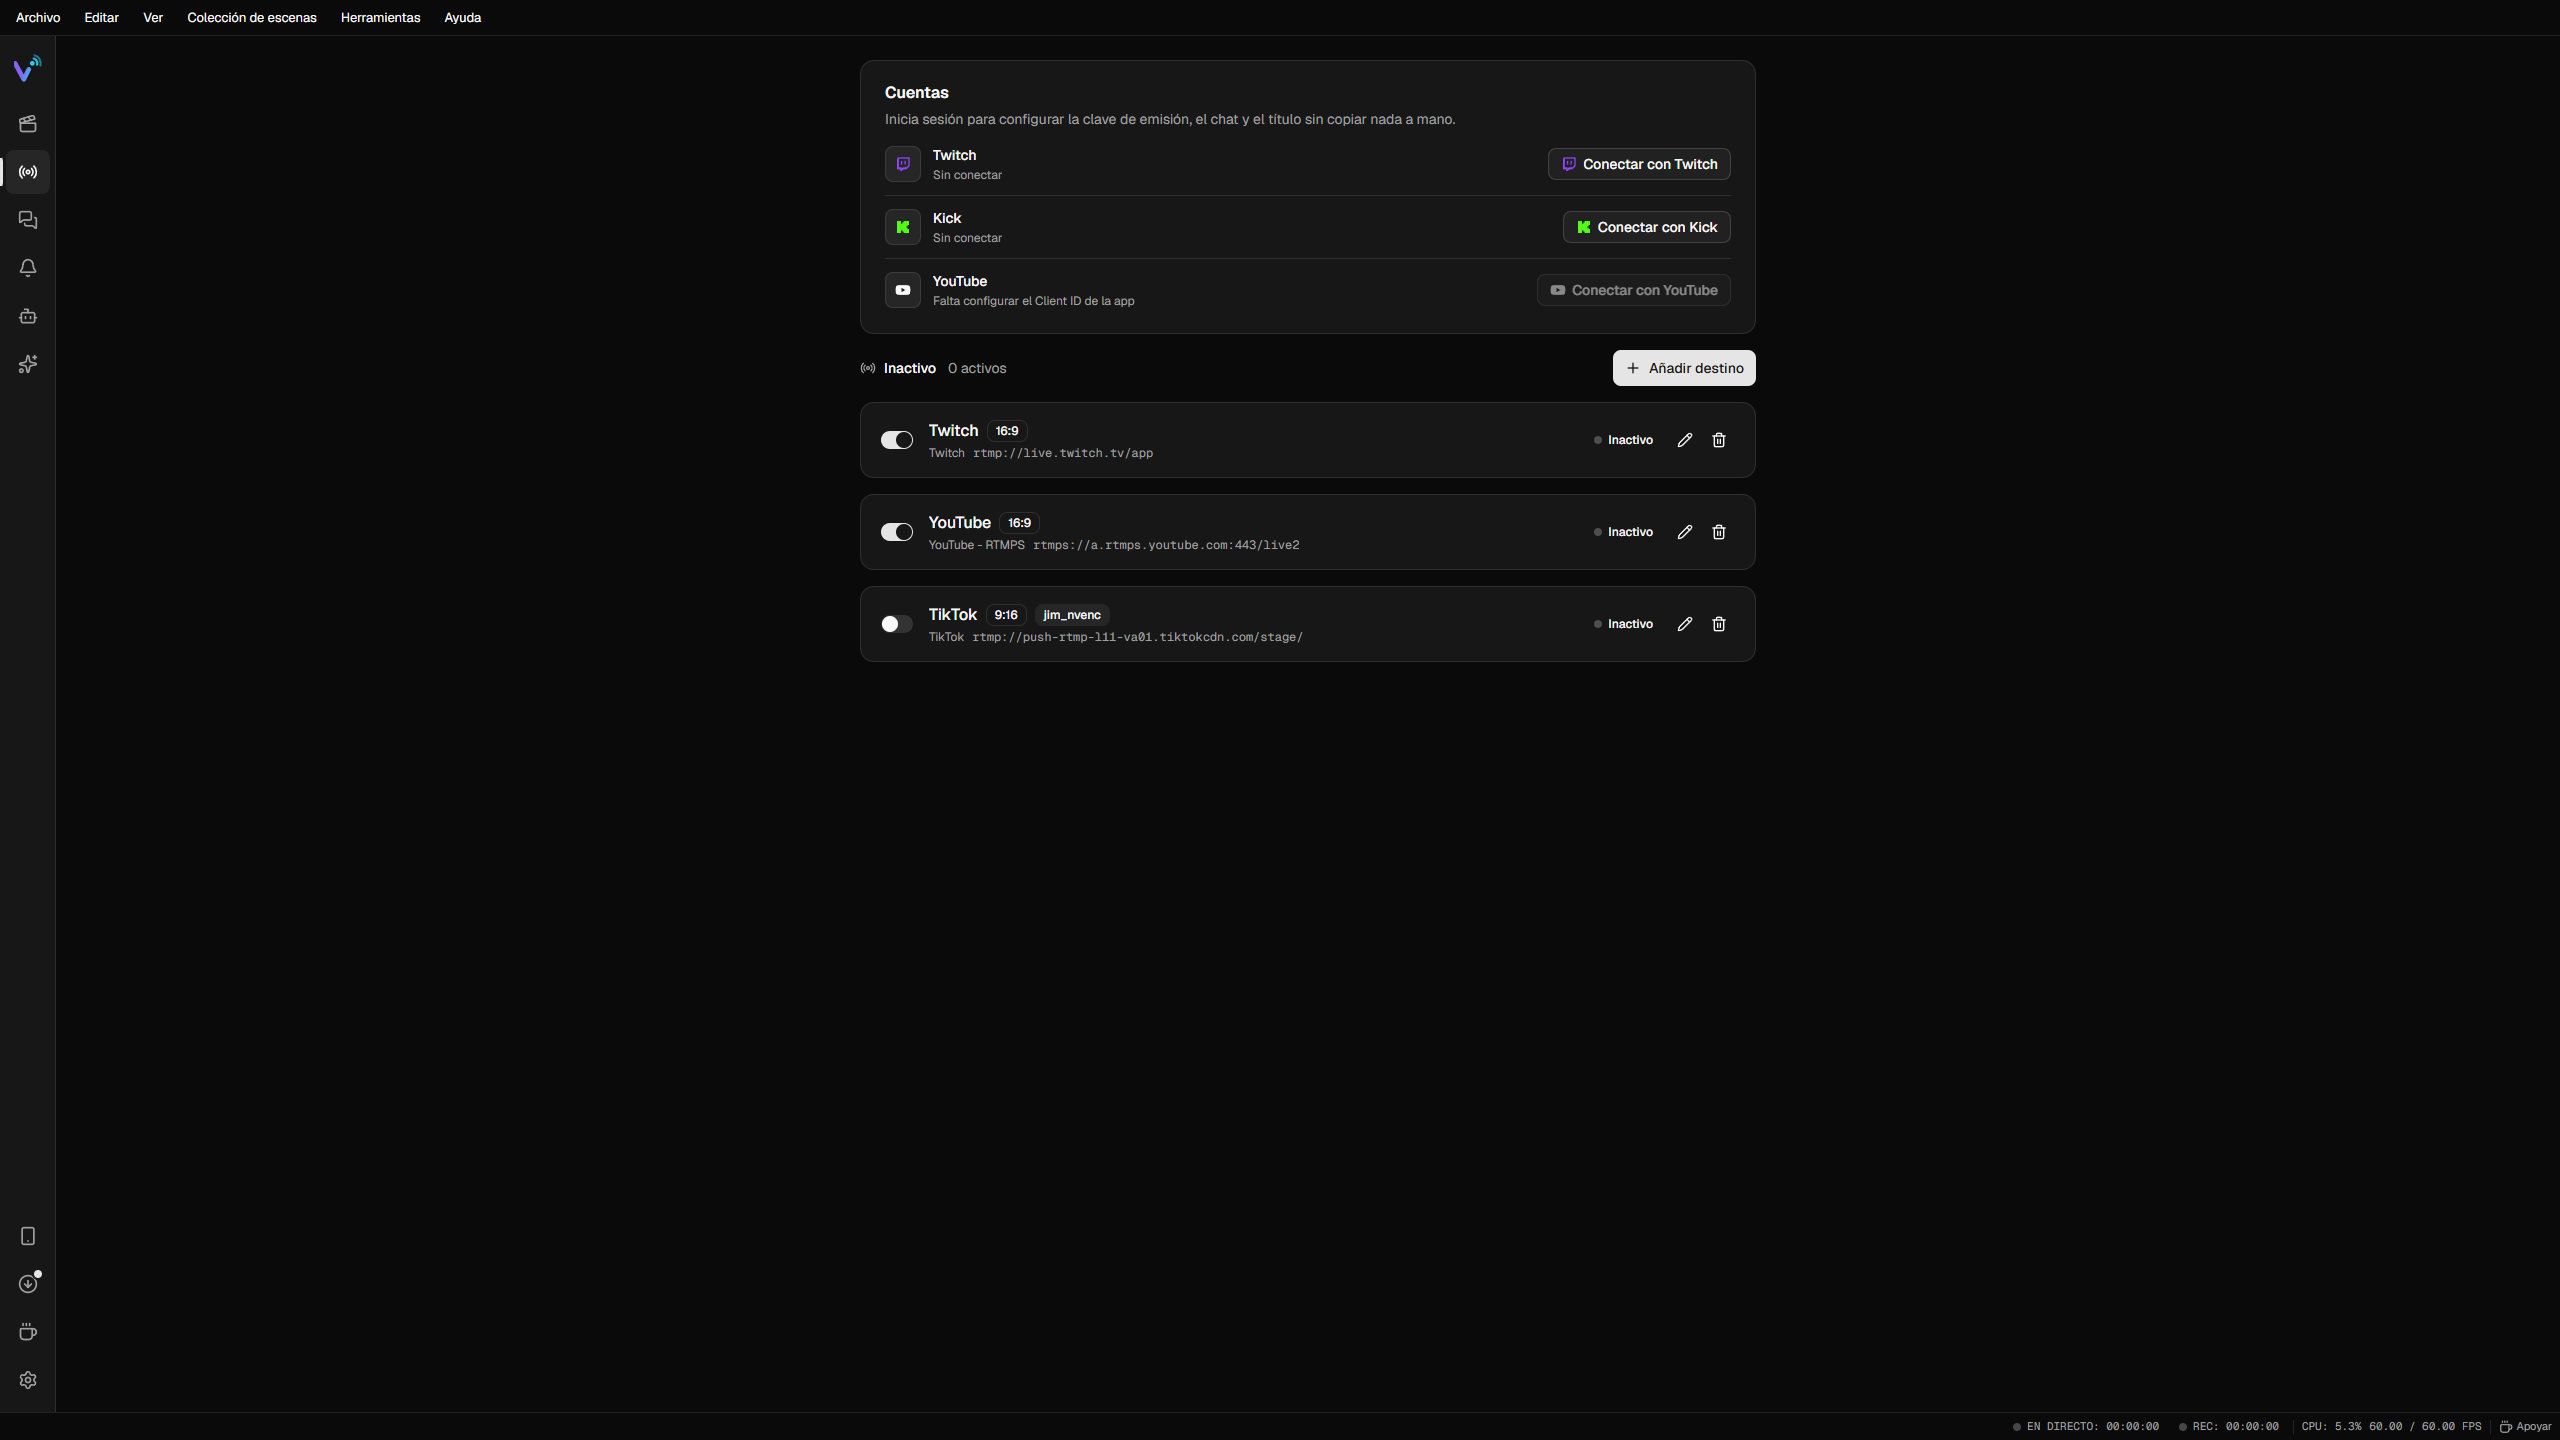 Archivo Editar Ver Colección de escenas Herramientas Ayuda
Cuentas
Inicia sesión para configurar la clave de emisión, el chat y el título sin copiar nada a mano.
Twitch
Sin conectar
Conectar con Twitch
Kick
Sin conectar
Conectar con Kick
YouTube
Falta configurar el Client ID de la app
Conectar con YouTube
Inactivo 0 activos
Añadir destino
Twitch 16:9
Twitch rtmp://live.twitch.tv/app
Inactivo
YouTube 16:9
YouTube - RTMPS rtmps://a.rtmps.youtube.com:443/live2
Inactivo
TikTok 9:16 jim_nvenc
TikTok rtmp://push-rtmp-l11-va01.tiktokcdn.com/stage/
Inactivo
EN DIRECTO: 00:00:00 REC: 00:00:00 CPU: 5.3% 60.00 / 60.00 FPS Apoyar